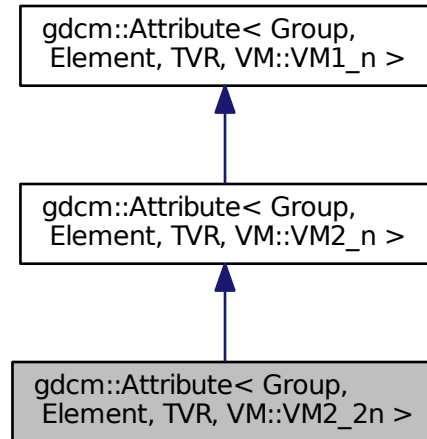 gdcm::Attribute< Group,
Element, TVR, VM::VM1_n >
gdcm::Attribute< Group,
Element, TVR, VM::VM2_n >
gdcm::Attribute< Group,
Element, TVR, VM::VM2_2n >